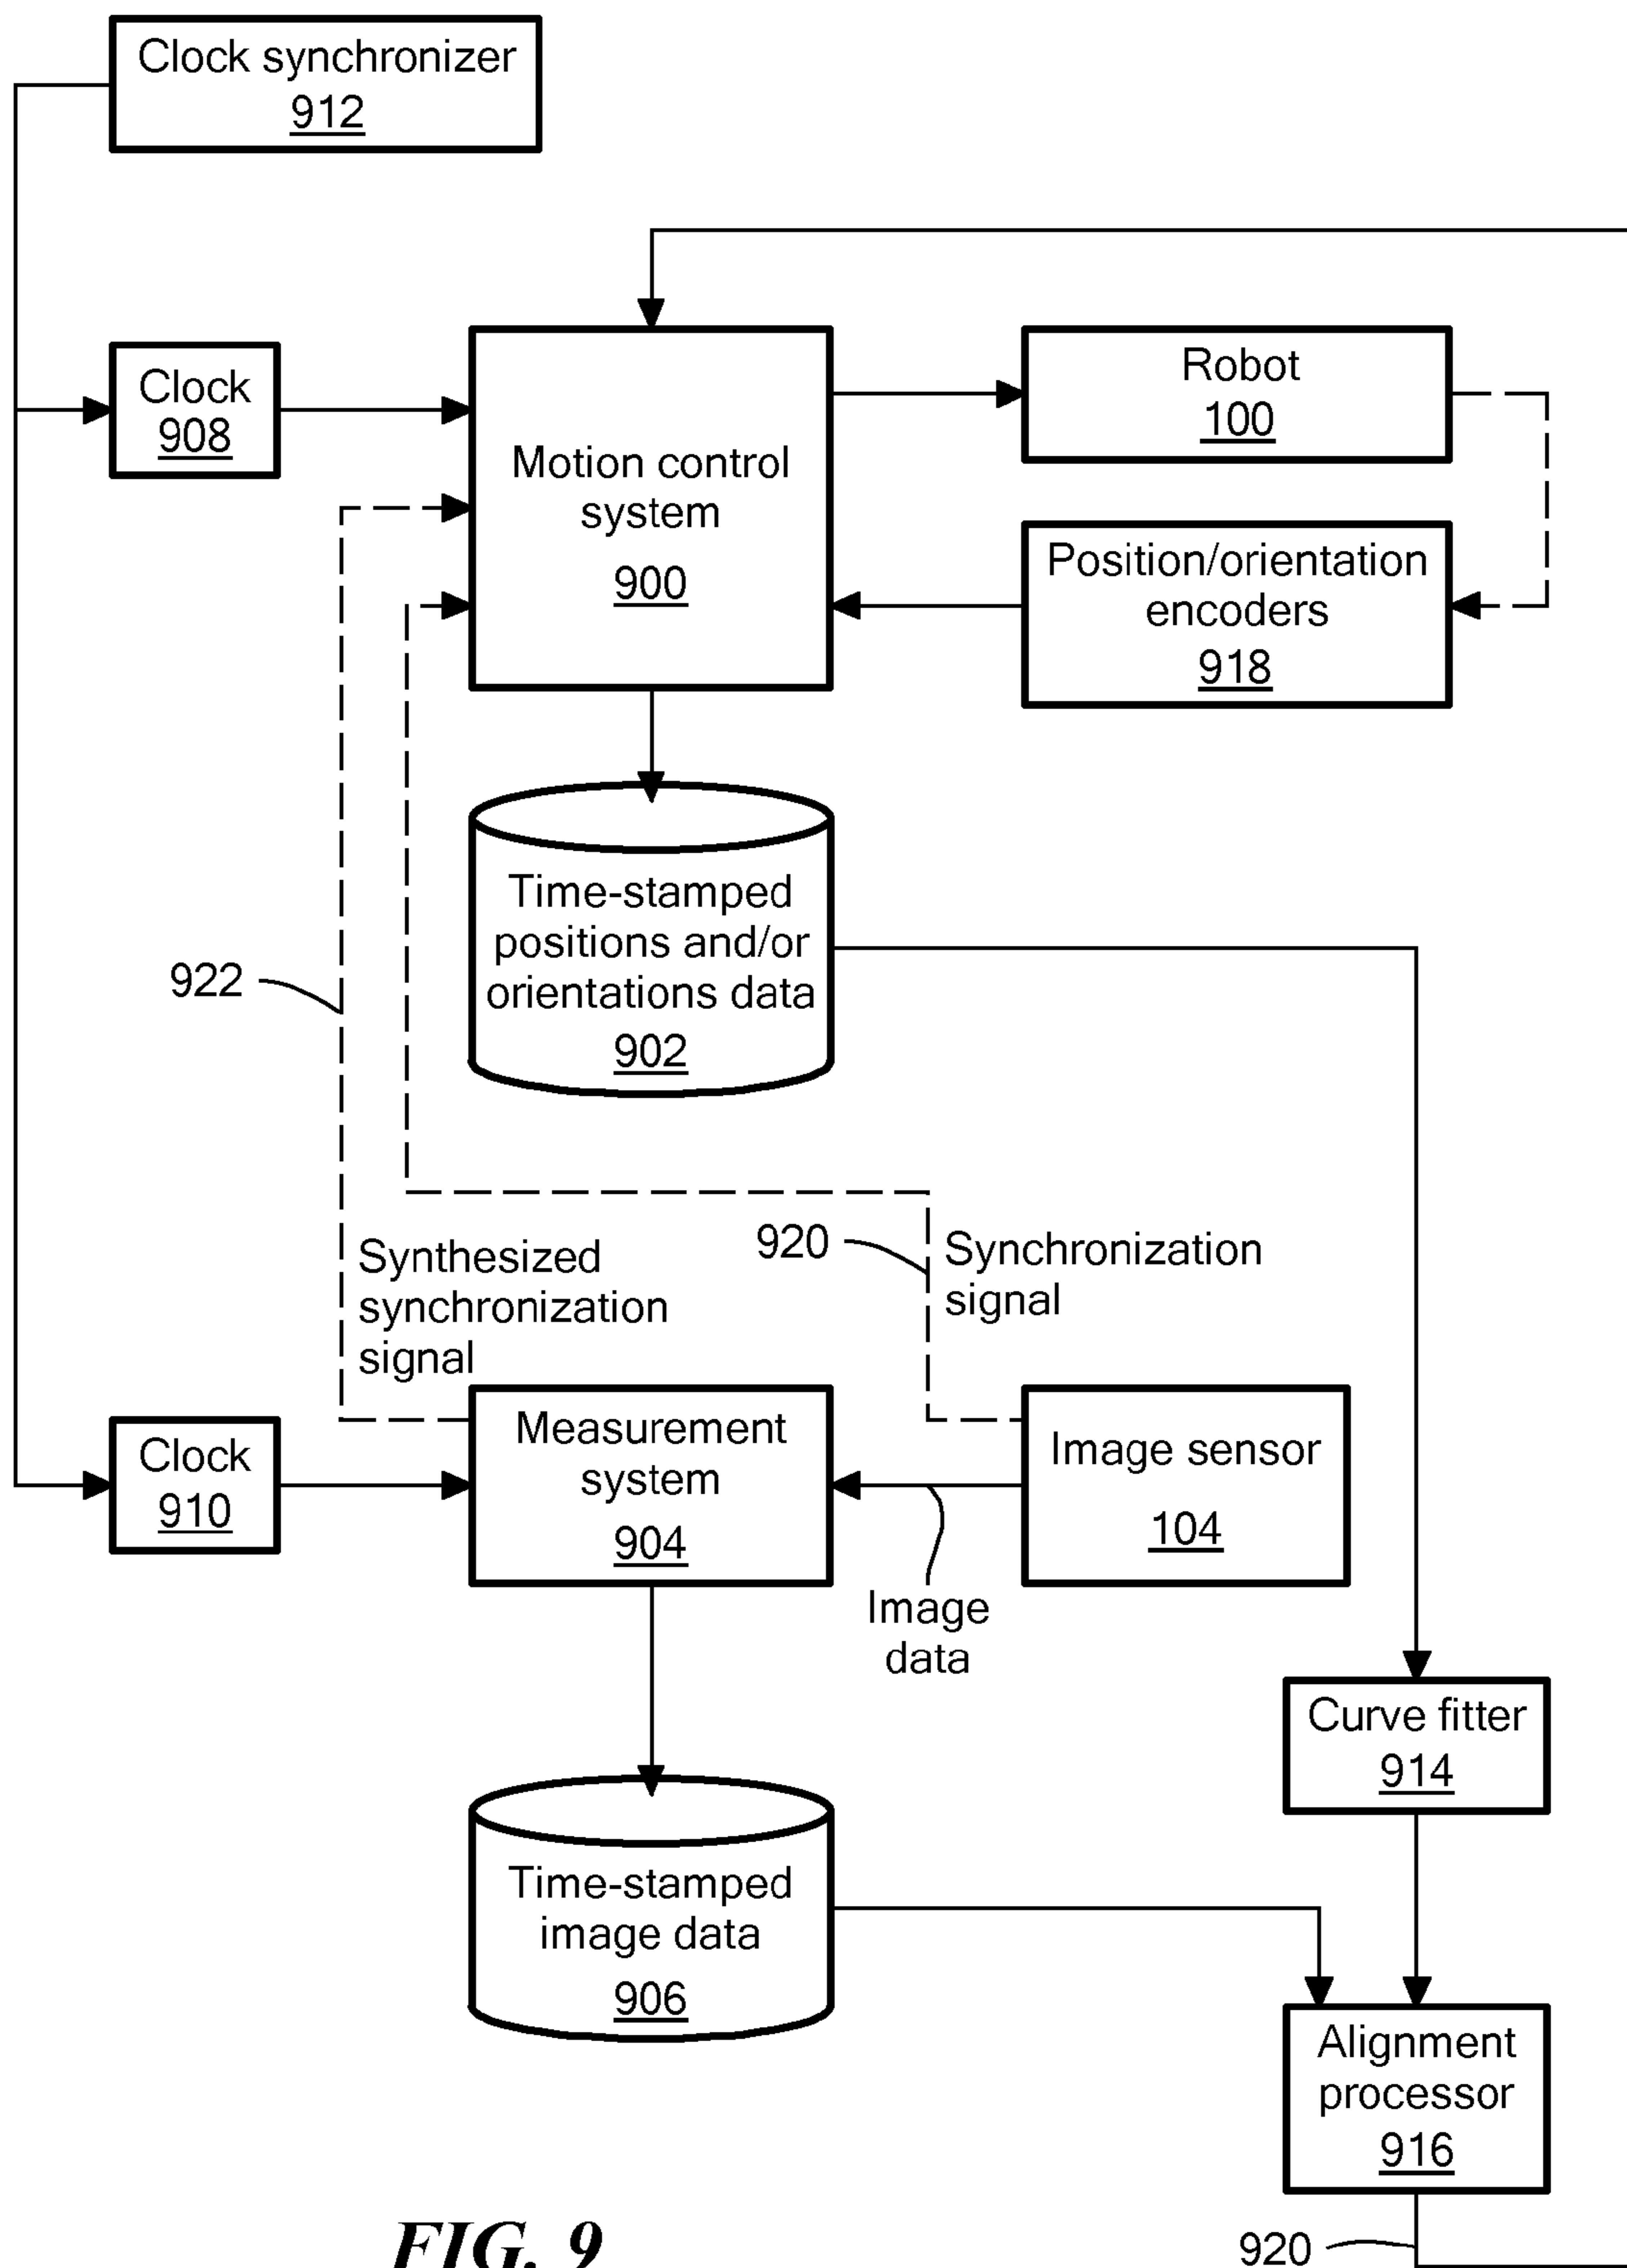 Clock synchronizer
912
Clock
908
Motion control
system
900
Robot
100
Position/orientation
encoders
918
Time-stamped
positions and/or
orientations data
902
922
920
Synchronization
signal
Synthesized
synchronization
signal
Clock
910
Measurement
system
904
Image sensor
104
Image
data
Curve fitter
914
Time-stamped
image data
906
Alignment
processor
916
920
FIG. 9